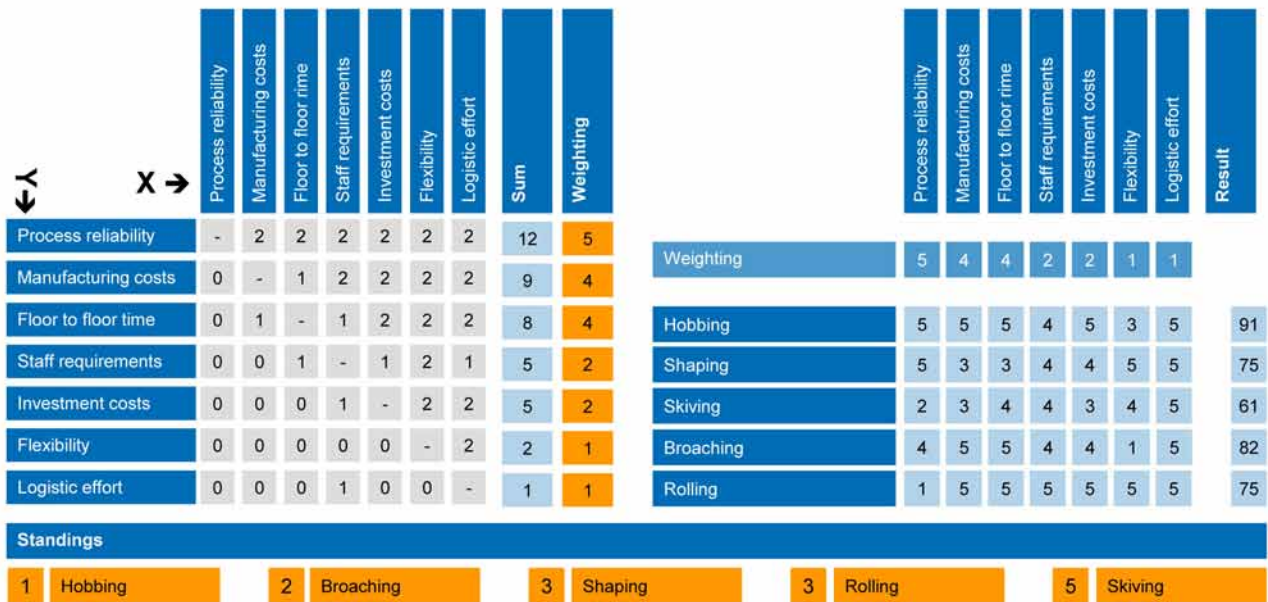 Process reliability Manufacturing costs Floor to floor rime Staff requirements Investment costs Flexibility Logistic effort Sum Weighting
Y → X →
Process reliability - 2 2 2 2 2 2 12 5
Manufacturing costs 0 - 1 2 2 2 2 9 4
Floor to floor time 0 1 - 1 2 2 2 8 4
Staff requirements 0 0 1 - 1 2 1 5 2
Investment costs 0 0 0 1 - 2 2 5 2
Flexibility 0 0 0 0 0 - 2 2 1
Logistic effort 0 0 0 1 0 0 - 1 1
Process reliability Manufacturing costs Floor to floor rime Staff requirements Investment costs Flexibility Logistic effort Result
Weighting 5 4 4 2 2 1 1
Hobbing 5 5 5 4 5 3 5 91
Shaping 5 3 3 4 4 5 5 75
Skiving 2 3 4 4 3 4 5 61
Broaching 4 5 5 4 4 1 5 82
Rolling 1 5 5 5 5 5 5 75
Standings
1 Hobbing 2 Broaching 3 Shaping 3 Rolling 5 Skiving